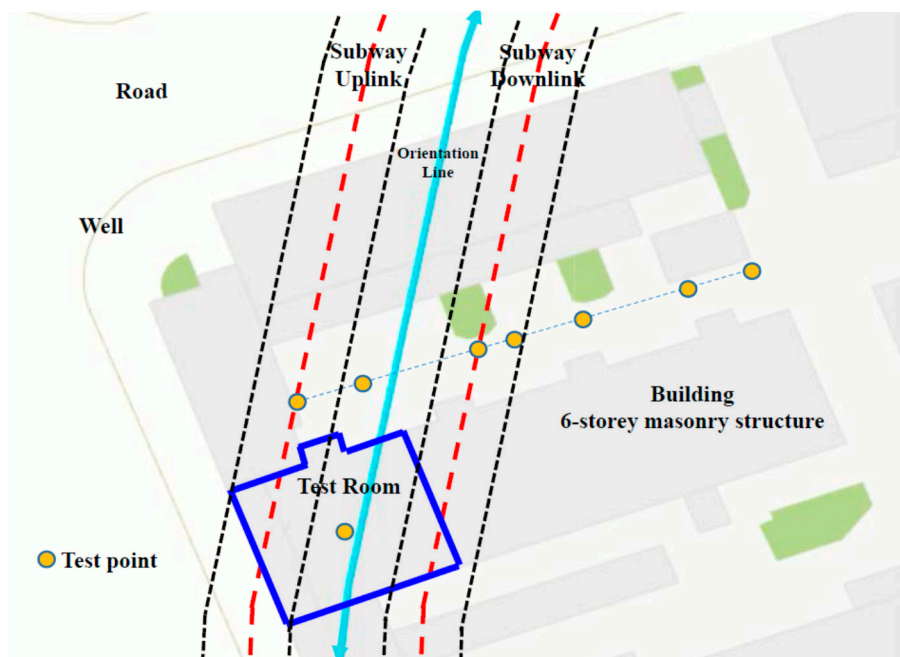 Subway
Uplink
Subway
Downlink
Road
Orientation
Line
Well
Building
6-storey masonry structure
Test Room
Test point